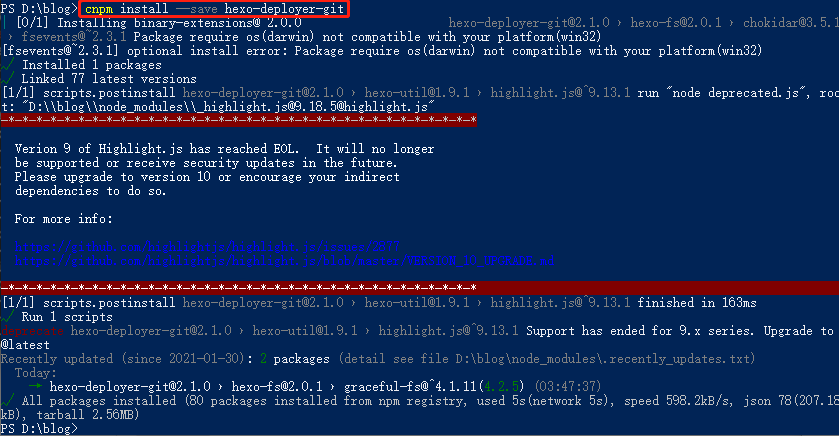 PS D:\blog> cnpm install --save hexo-deployer-git
| [0/1] Installing binary-extensions@ 2.0.0 hexo-deployer-git@2.1.0 › hexo-fs@2.0.1 › chokidar@3.5.1
› fsevents@~2.3.1 Package require os(darwin) not compatible with your platform(win32)
[fsevents@~2.3.1] optional install error: Package require os(darwin) not compatible with your platform(win32)
√ Installed 1 packages
√ Linked 77 latest versions
[1/1] scripts.postinstall hexo-deployer-git@2.1.0 › hexo-util@1.9.1 › highlight.js@^9.13.1 run "node deprecated.js", roo
t: "D:\\blog\\node_modules\\_highlight.js@9.18.5@highlight.js"
Verion 9 of Highlight.js has reached EOL. It will no longer
be supported or receive security updates in the future.
Please upgrade to version 10 or encourage your indirect
dependencies to do so.
For more info:
[1/1] scripts.postinstall hexo-deployer-git@2.1.0 › hexo-util@1.9.1 › highlight.js@^9.13.1 finished in 163ms
√ Run 1 scripts
deprecate hexo-deployer-git@2.1.0 › hexo-util@1.9.1 › highlight.js@^9.13.1 Support has ended for 9.x series. Upgrade to
@latest
Recently updated (since 2021-01-30): 2 packages (detail see file D:\blog\node_modules\.recently_updates.txt)
Today:
→ hexo-deployer-git@2.1.0 › hexo-fs@2.0.1 › graceful-fs@^4.1.11(4.2.5) (03:47:37)
√ All packages installed (80 packages installed from npm registry, used 5s(network 5s), speed 598.2kB/s, json 78(207.18
kB), tarball 2.56MB)
PS D:\blog>